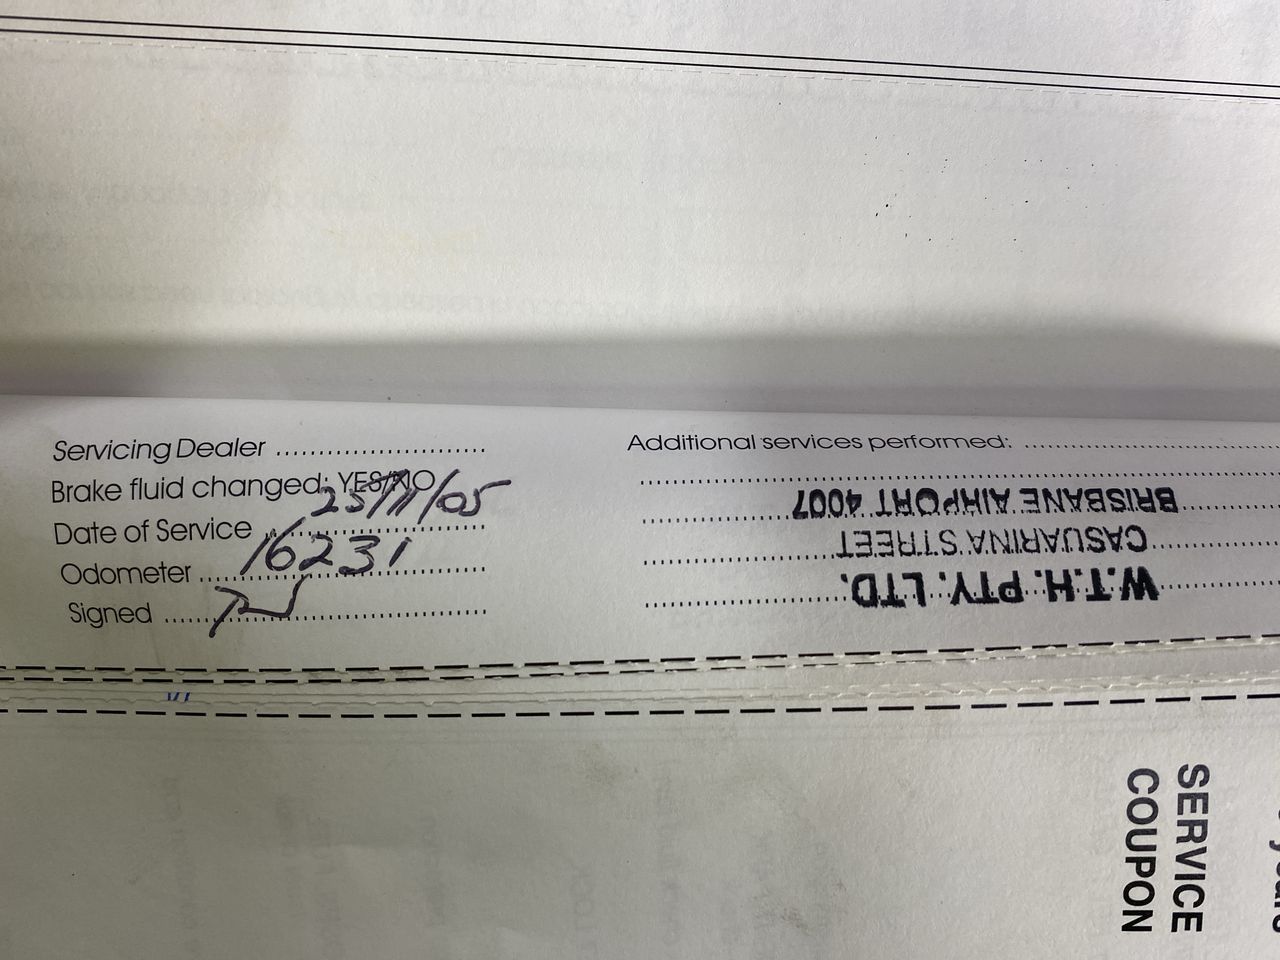 Servicing Dealer ........................
Brake fluid changed: YES/NO
Date of Service 25/11/05
Odometer 16231
Signed
Additional services performed:
W.T.H. PTY. LTD.
CASUARINA STREET
BRISBANE AIRPORT 4007
SERVICE
COUPON